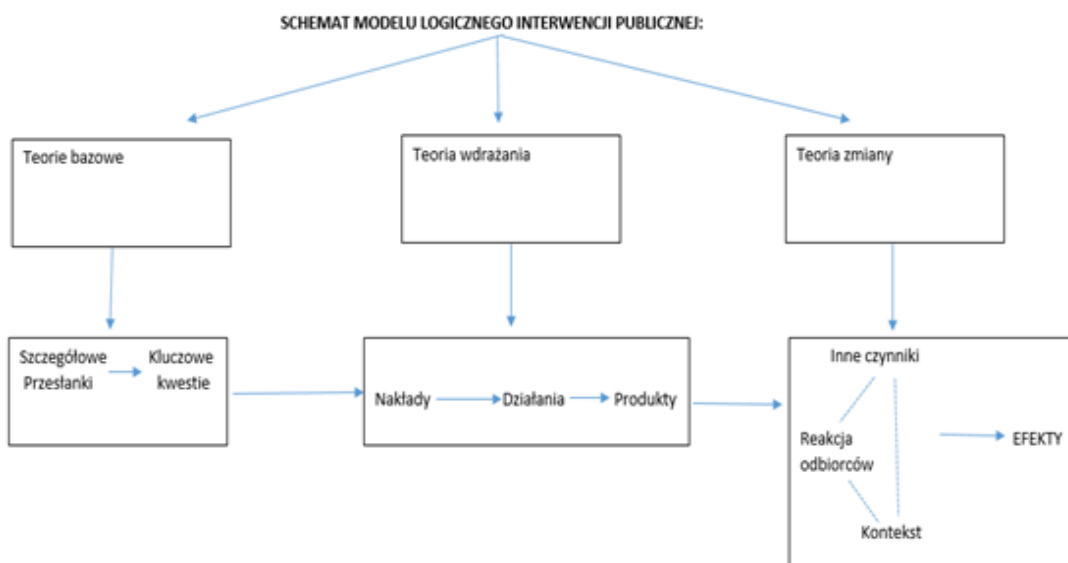 SCHEMAT MODELU LOGICZNEGO INTERWENCJI PUBLICZNEJ:
Teorie bazowe
Teoria wdrażania
Teoria zmiany
Szczegółowe
Przesłanki
Kluczowe
kwestie
Nakłady
Działania
Produkty
Inne czynniki
Reakcja
odbiorców
Kontekst
EFEKTY